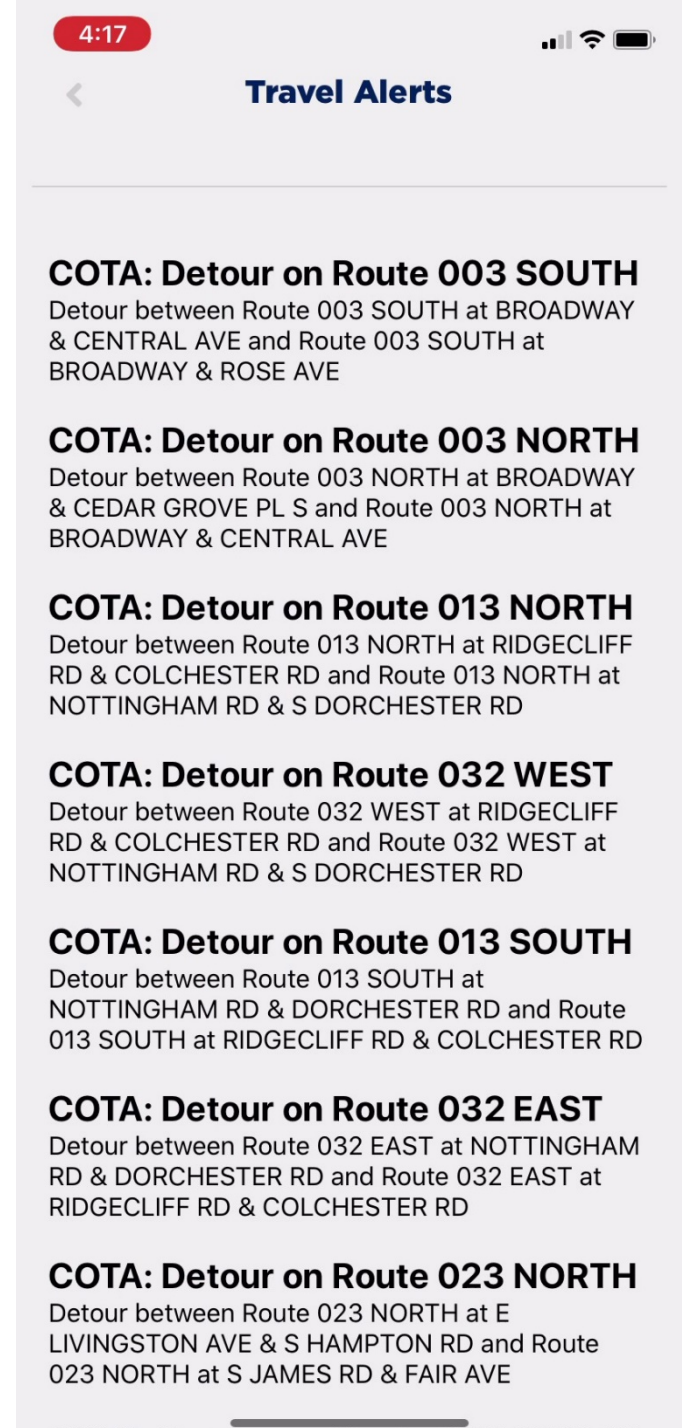 4:17
Travel Alerts
COTA: Detour on Route 003 SOUTH
Detour between Route 003 SOUTH at BROADWAY
& CENTRAL AVE and Route 003 SOUTH at
BROADWAY & ROSE AVE
COTA: Detour on Route 003 NORTH
Detour between Route 003 NORTH at BROADWAY
& CEDAR GROVE PL S and Route 003 NORTH at
BROADWAY & CENTRAL AVE
COTA: Detour on Route 013 NORTH
Detour between Route 013 NORTH at RIDGECLIFF
RD & COLCHESTER RD and Route 013 NORTH at
NOTTINGHAM RD & S DORCHESTER RD
COTA: Detour on Route 032 WEST
Detour between Route 032 WEST at RIDGECLIFF
RD & COLCHESTER RD and Route 032 WEST at
NOTTINGHAM RD & S DORCHESTER RD
COTA: Detour on Route 013 SOUTH
Detour between Route 013 SOUTH at
NOTTINGHAM RD & DORCHESTER RD and Route
013 SOUTH at RIDGECLIFF RD & COLCHESTER RD
COTA: Detour on Route 032 EAST
Detour between Route 032 EAST at NOTTINGHAM
RD & DORCHESTER RD and Route 032 EAST at
RIDGECLIFF RD & COLCHESTER RD
COTA: Detour on Route 023 NORTH
Detour between Route 023 NORTH at E
LIVINGSTON AVE & S HAMPTON RD and Route
023 NORTH at S JAMES RD & FAIR AVE